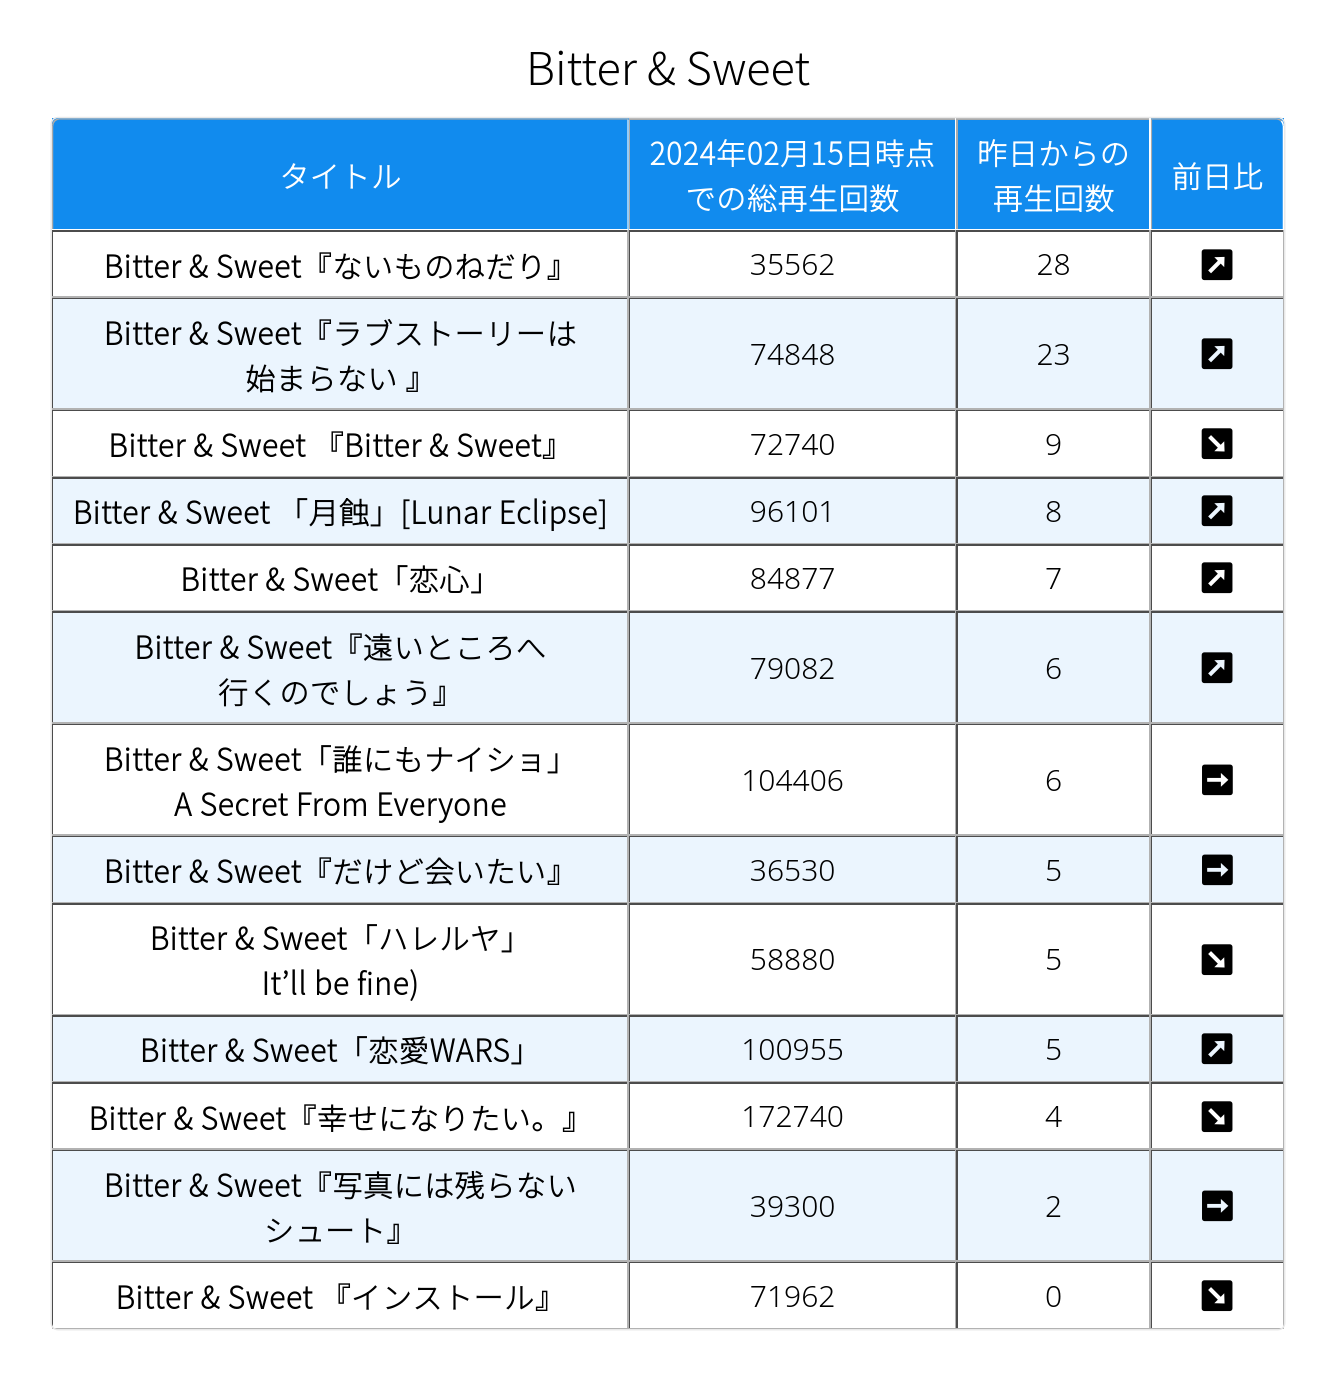 Bitter & Sweet
タイトル
2024年02月15日時点
での総再生回数
昨日からの
再生回数
前日比
Bitter & Sweet『ないものねだり』
35562
28
Bitter & Sweet『ラブストーリーは
始まらない 』
74848
23
Bitter & Sweet 『Bitter & Sweet』
72740
9
Bitter & Sweet 「月蝕」[Lunar Eclipse]
96101
8
Bitter & Sweet「恋心」
84877
7
Bitter & Sweet『遠いところへ
行くのでしょう』
79082
6
Bitter & Sweet「誰にもナイショ」
A Secret From Everyone
104406
6
Bitter & Sweet『だけど会いたい』
36530
5
Bitter & Sweet「ハレルヤ」
It’ll be fine)
58880
5
Bitter & Sweet「恋愛WARS」
100955
5
Bitter & Sweet『幸せになりたい。』
172740
4
Bitter & Sweet『写真には残らない
シュート』
39300
2
Bitter & Sweet 『インストール』
71962
0